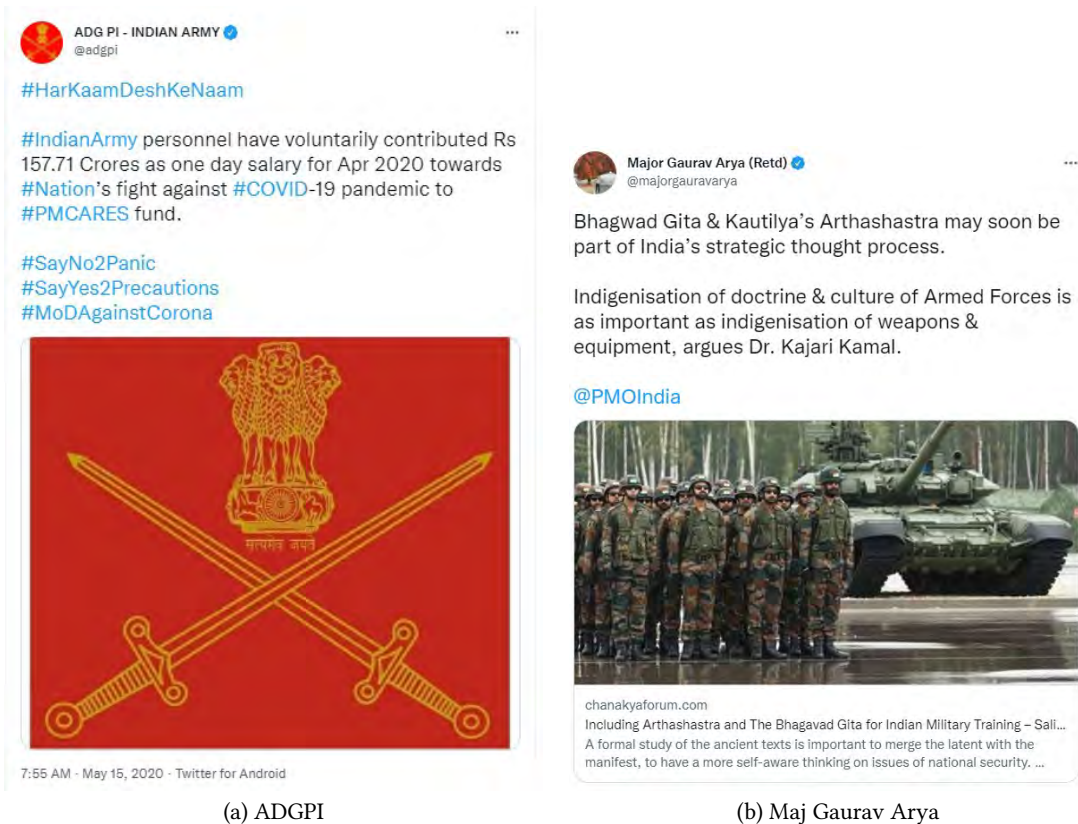 ADG PI - INDIAN ARMY
@adgpi
#HarKaamDeshKeNaam
#IndianArmy personnel have voluntarily contributed Rs
157.71 Crores as one day salary for Apr 2020 towards
#Nation's fight against #COVID-19 pandemic to
#PMCARES fund.
#SayNo2Panic
#SayYes2Precautions
#MoDAgainstCorona
सत्यमेव जयते
7:55 AM · May 15, 2020 · Twitter for Android
(a) ADGPI
Major Gaurav Arya (Retd)
@majorgauravarya
Bhagwad Gita & Kautilya's Arthashastra may soon be
part of India's strategic thought process.
Indigenisation of doctrine & culture of Armed Forces is
as important as indigenisation of weapons &
equipment, argues Dr. Kajari Kamal.
@PMOIndia
chanakyaforum.com
Including Arthashastra and The Bhagavad Gita for Indian Military Training – Sali...
A formal study of the ancient texts is important to merge the latent with the
manifest, to have a more self-aware thinking on issues of national security. ...
(b) Maj Gaurav Arya